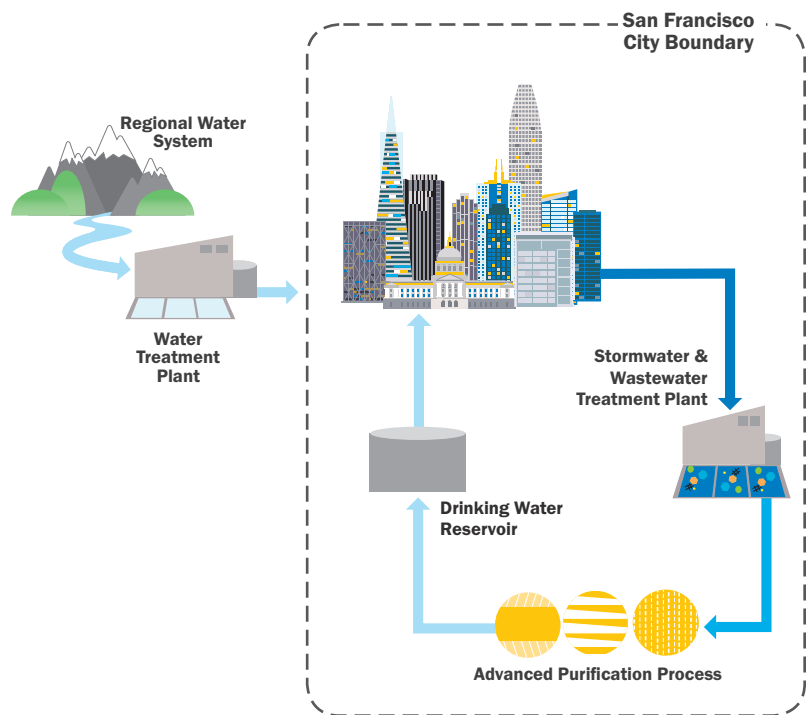 San Francisco
City Boundary
Regional Water
System
Water
Treatment
Plant
Stormwater &
Wastewater
Treatment Plant
Drinking Water
Reservoir
Advanced Purification Process